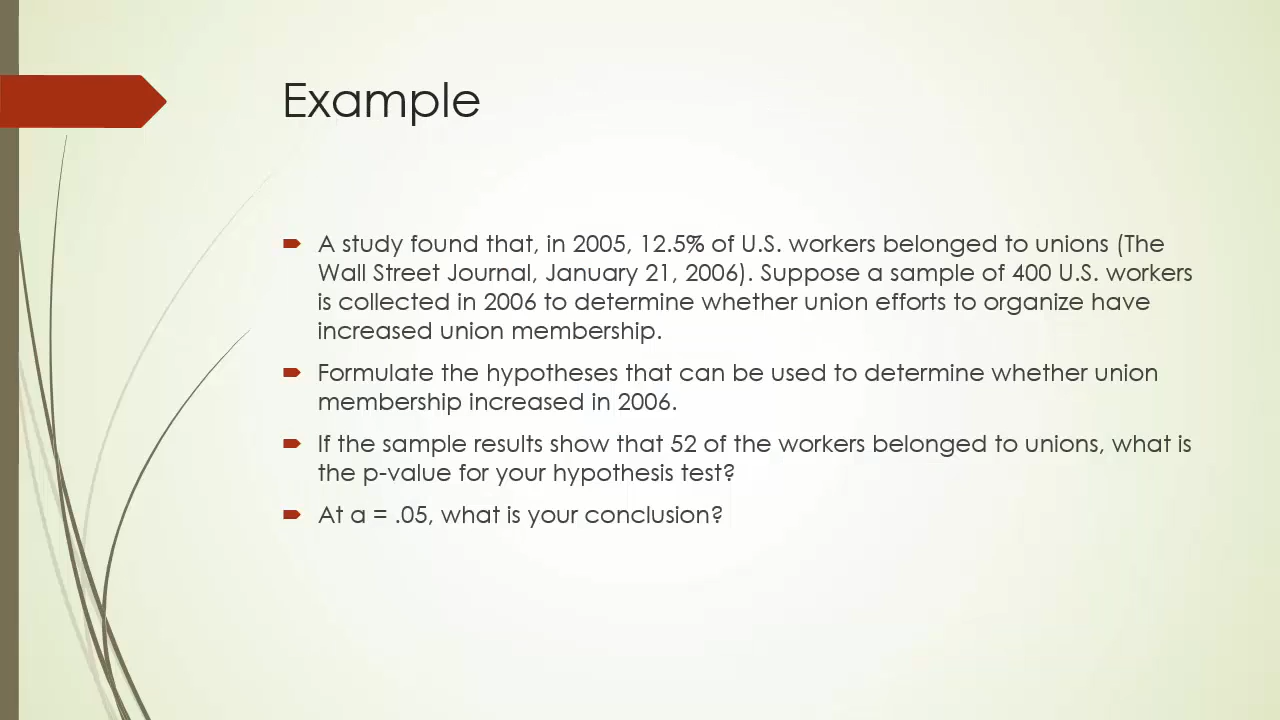 Example
A study found that, in 2005, 12.5% of U.S. workers belonged to unions (The
Wall Street Journal, January 21, 2006). Suppose a sample of 400 U.S. workers
is collected in 2006 to determine whether union efforts to organize have
increased union membership.
Formulate the hypotheses that can be used to determine whether union
membership increased in 2006.
If the sample results show that 52 of the workers belonged to unions, what is
the p-value for your hypothesis test?
At a = .05, what is your conclusion?